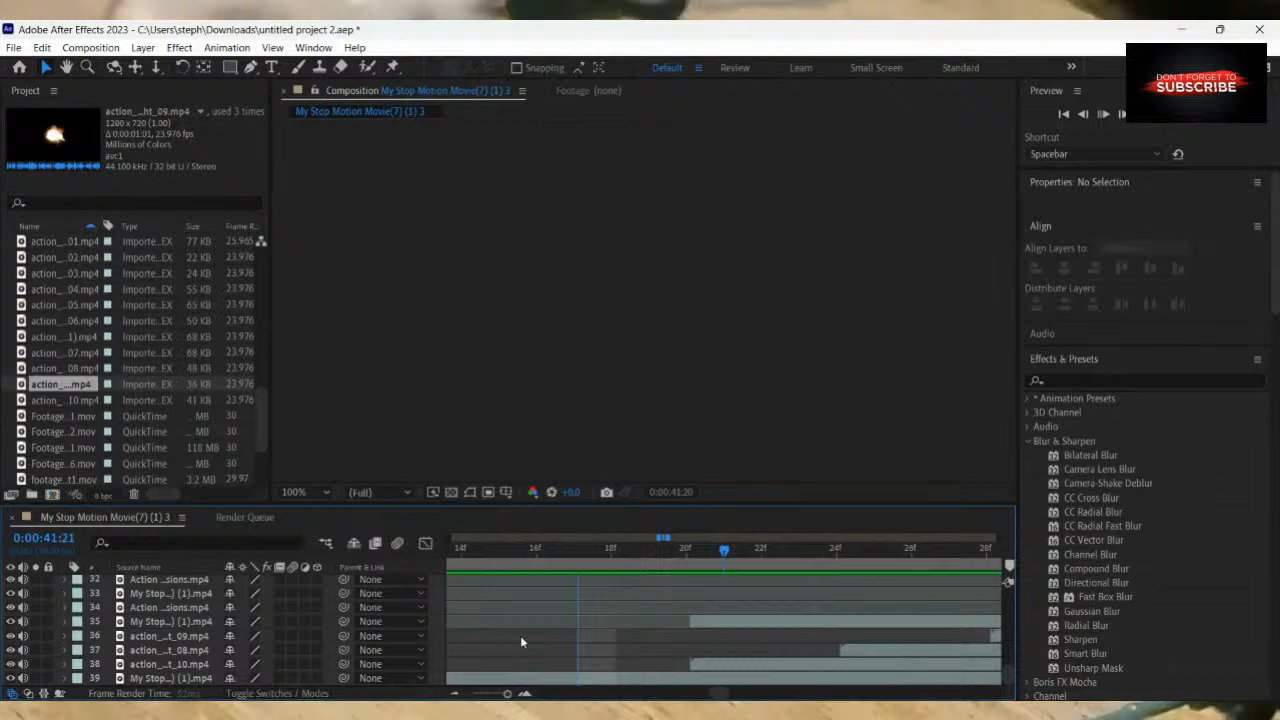 Adobe After Effects 2023 - C:\Users\steph\Downloads\untitled project 2.aep *
File Edit Composition Layer Effect Animation View Window Help
Snapping Default Review Learn Small Screen Standard
DON'T FORGET TO
SUBSCRIBE
Project
action_...ht_09.mp4 , used 3 times
1280 x 720 (1.00)
Δ 0:00:01:01, 23.976 fps
Millions of Colors
avc1
44.100 kHz / 32 bit U / Stereo
Name Type Size Frame R...
action_...01.mp4 Importe...EX 77 KB 25.965
action_...02.mp4 Importe...EX 22 KB 23.976
action_...03.mp4 Importe...EX 24 KB 23.976
action_...04.mp4 Importe...EX 55 KB 23.976
action_...05.mp4 Importe...EX 65 KB 23.976
action_...06.mp4 Importe...EX 50 KB 23.976
action_...1).mp4 Importe...EX 68 KB 23.976
action_...07.mp4 Importe...EX 68 KB 23.976
action_...08.mp4 Importe...EX 48 KB 23.976
action_....mp4 Importe...EX 36 KB 23.976
action_...10.mp4 Importe...EX 41 KB 23.976
Footage...1.mov QuickTime ... MB 30
Footage...2.mov QuickTime ... MB 30
Footage...1.mov QuickTime 118 MB 30
Footage...6.mov QuickTime ... MB 30
footage...t1.mov QuickTime 3.2 MB 29.97
8 bpc
Composition My Stop Motion Movie(7) (1) 3 Footage (none)
My Stop Motion Movie(7) (1) 3
100% (Full) +0.0 0:00:41:20
Preview
Shortcut
Spacebar
Properties: No Selection
Align
Align Layers to:
Distribute Layers:
Audio
Effects & Presets
* Animation Presets
3D Channel
Audio
Blur & Sharpen
Bilateral Blur
Camera Lens Blur
Camera-Shake Deblur
CC Cross Blur
CC Radial Blur
CC Radial Fast Blur
CC Vector Blur
Channel Blur
Compound Blur
Directional Blur
Fast Box Blur
Gaussian Blur
Radial Blur
Sharpen
Smart Blur
Unsharp Mask
Boris FX Mocha
Channel
My Stop Motion Movie(7) (1) 3 Render Queue
0:00:41:21
14f 16f 18f 20f 22f 24f 26f 28f
# Source Name fx Parent & Link
32 Action ...sions.mp4 None
33 My Stop...) (1).mp4 None
34 Action ...sions.mp4 None
35 My Stop...) (1).mp4 None
36 action_...t_09.mp4 None
37 action_...t_08.mp4 None
38 action_...t_10.mp4 None
39 My Stop...) (1).mp4 None
Frame Render Time: 52ms Toggle Switches / Modes